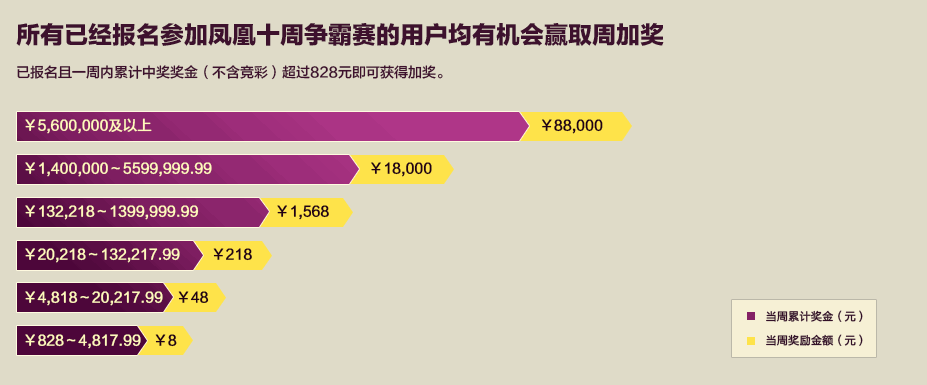 所有已经报名参加凤凰十周争霸赛的用户均有机会赢取周加奖
已报名且一周内累计中奖奖金（不含竞彩）超过828元即可获得加奖。
￥5,600,000及以上 ￥88,000
￥1,400,000～5599,999.99 ￥18,000
￥132,218～1399,999.99 ￥1,568
￥20,218～132,217.99 ￥218
￥4,818～20,217.99 ￥48
￥828～4,817.99 ￥8
当周累计奖金（元）
当周奖励金额（元）